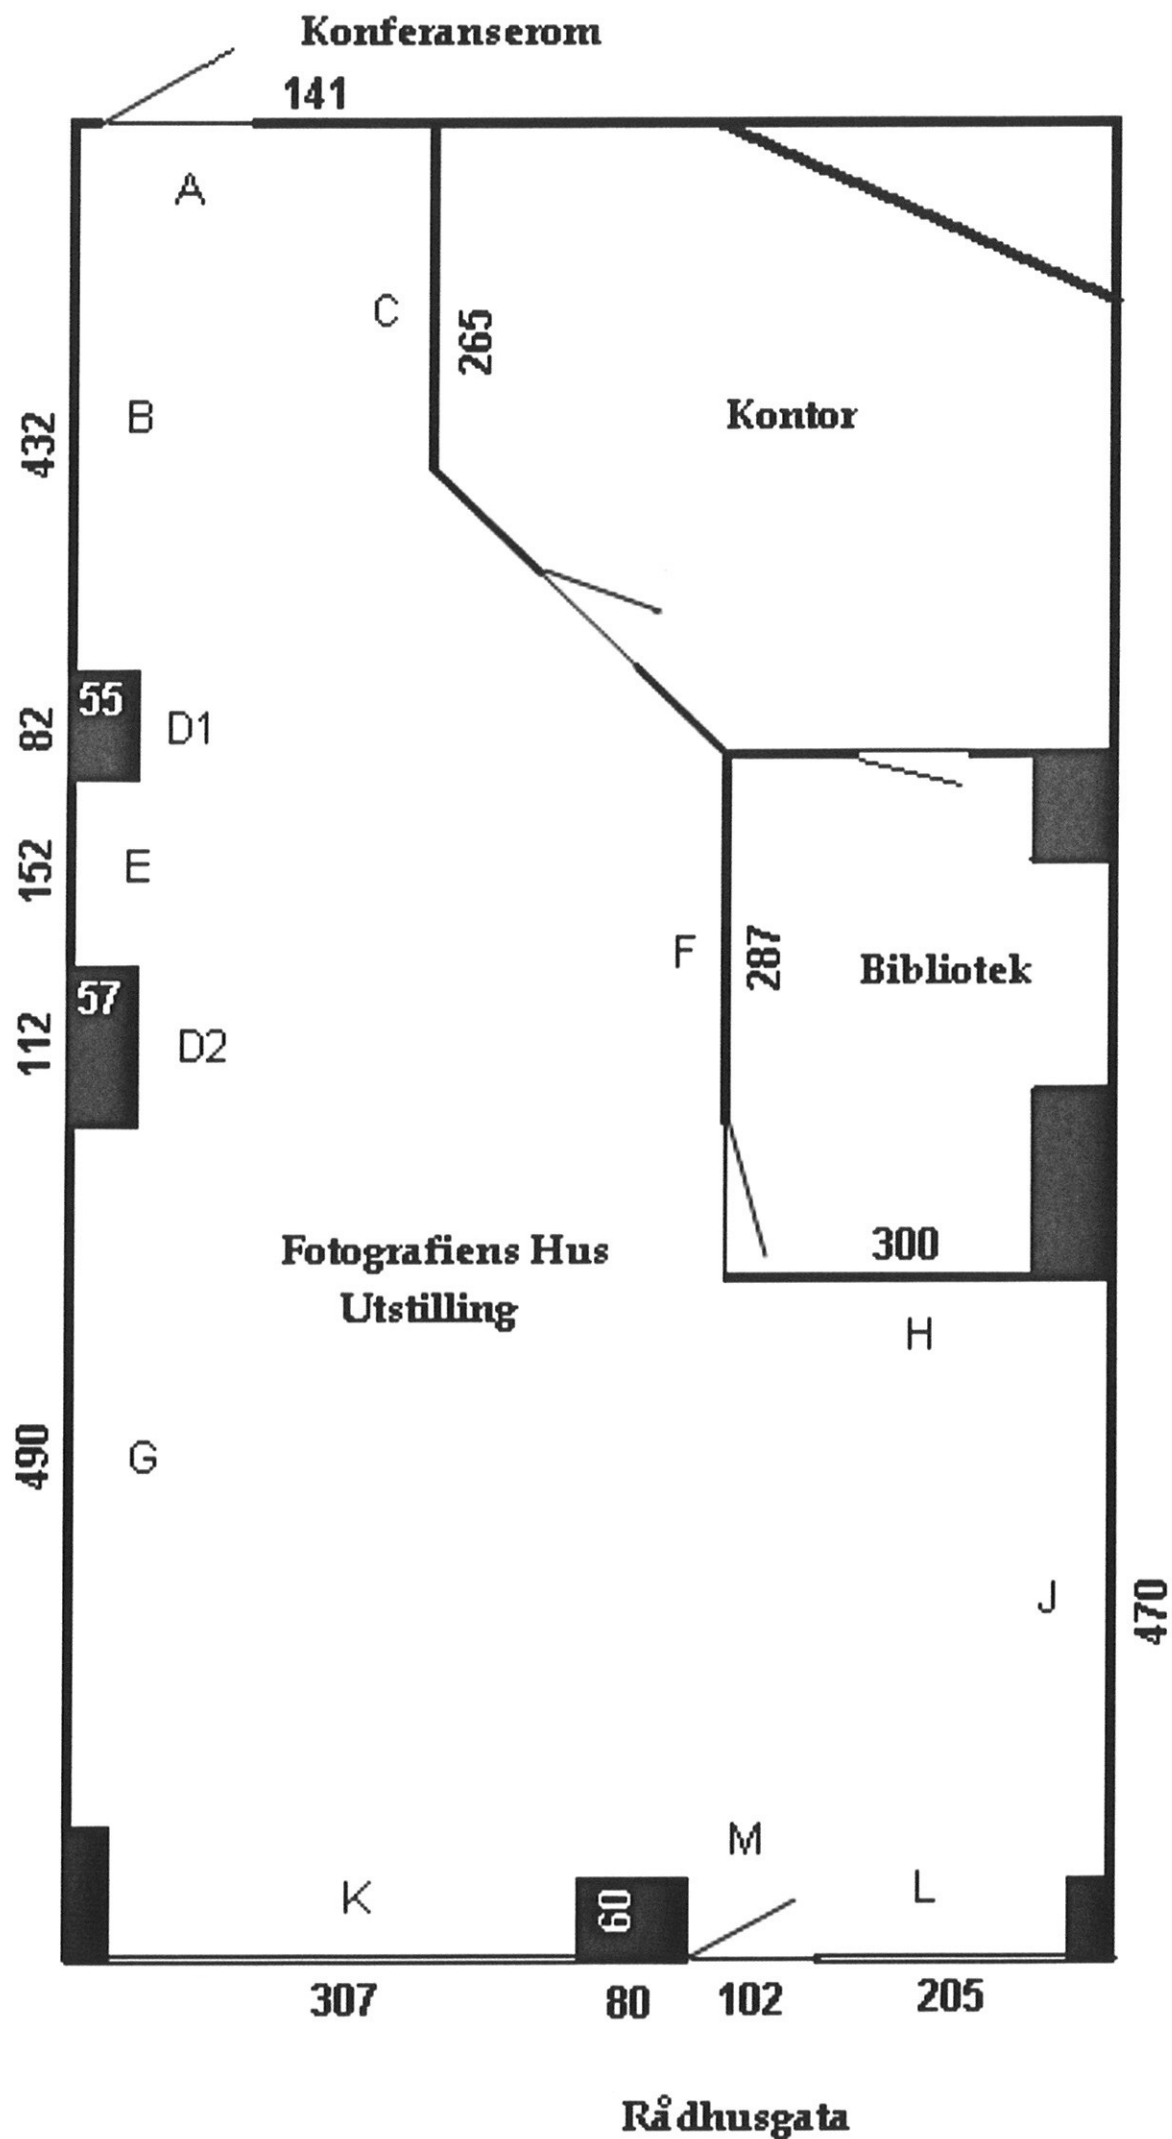 Konferanserom
141
A
C
265
B
432
Kontor
55
D1
82
E
152
F
287
Bibliotek
57
D2
112
Fotografiens Hus
Utstilling
300
H
G
490
J
470
M
K
60
L
307
80
102
205
Rådhusgata